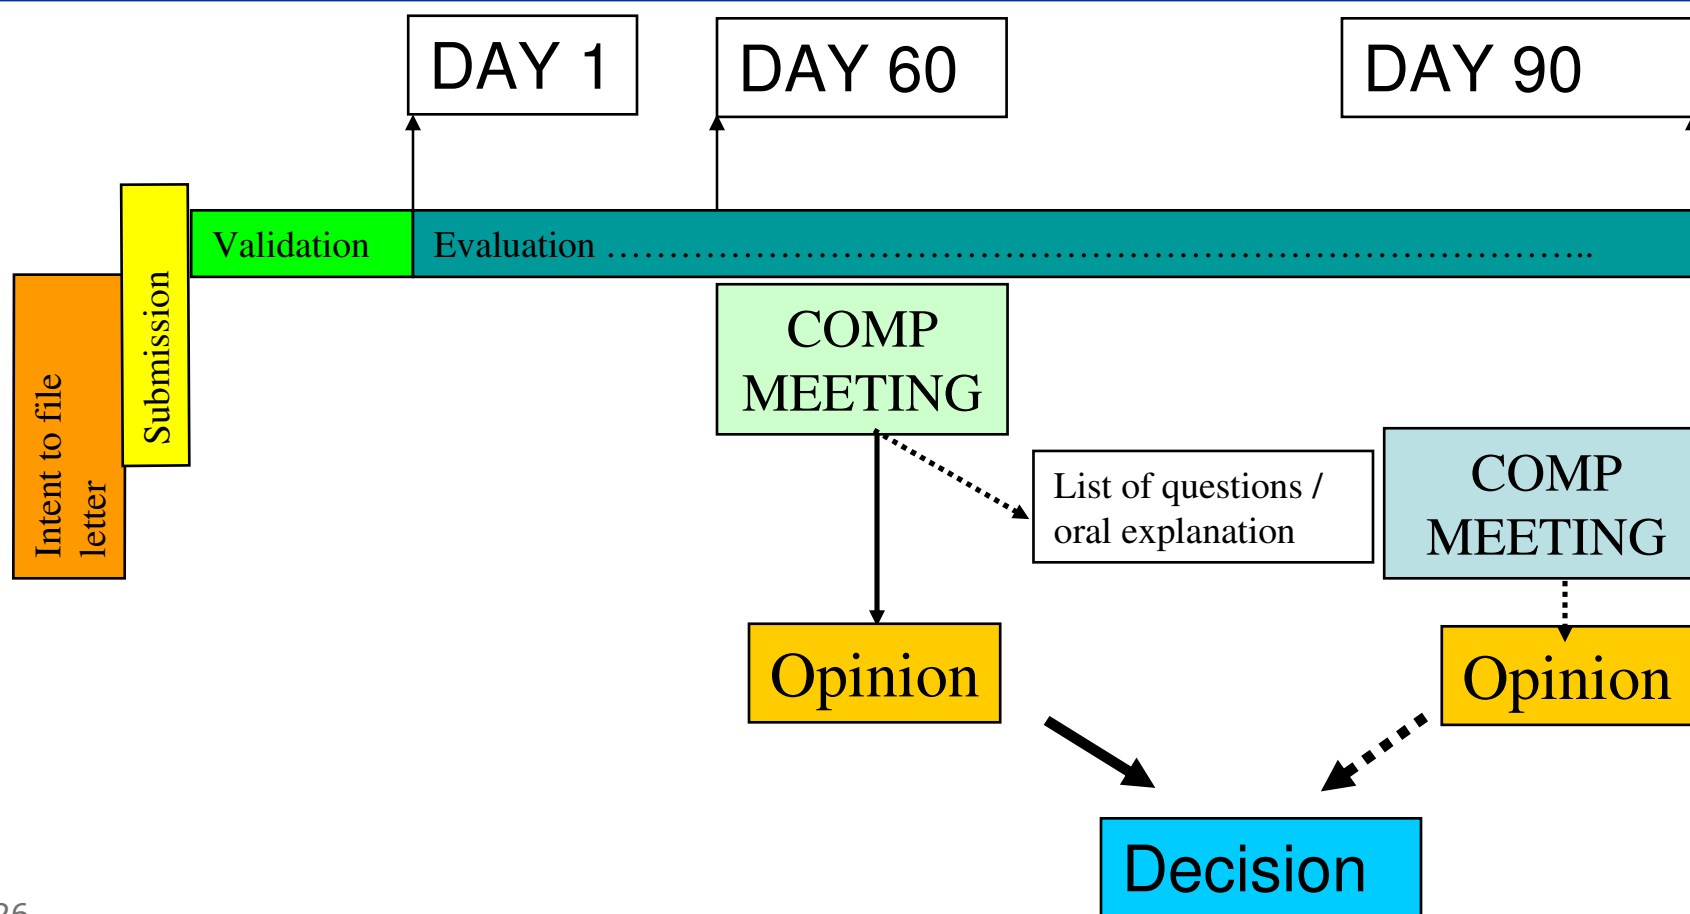 DAY 1
DAY 60
DAY 90
Validation
Evaluation …………………………………………………………………..
Submission
Intent to file
letter
COMP
MEETING
List of questions /
oral explanation
COMP
MEETING
Opinion
Opinion
Decision
26